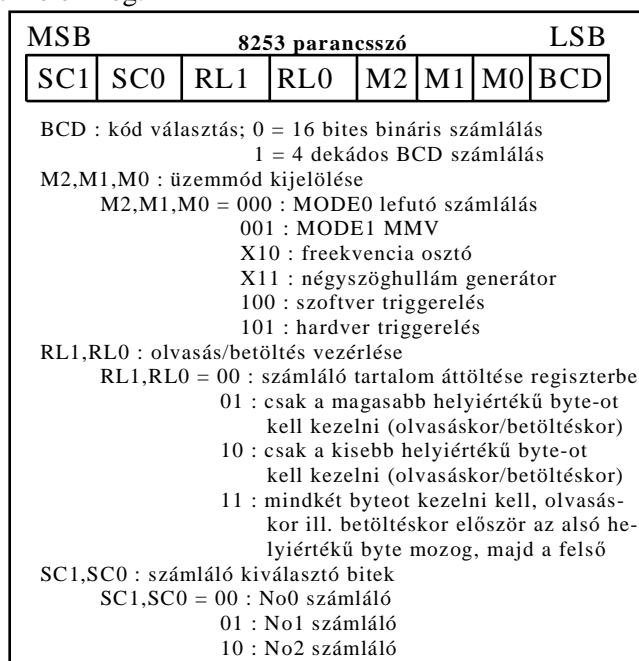 MSB 8253 parancsszó LSB
SC1 SC0 RL1 RL0 M2 M1 M0 BCD
BCD : kód választás; 0 = 16 bites bináris számlálás
1 = 4 dekádos BCD számlálás
M2,M1,M0 : üzemmód kijelölése
M2,M1,M0 = 000 : MODE0 lefutó számlálás
001 : MODE1 MMV
X10 : freekvencia osztó
X11 : négyszöghullám generátor
100 : szoftver triggerelés
101 : hardver triggerelés
RL1,RL0 : olvasás/betöltés vezérlése
RL1,RL0 = 00 : számláló tartalom áttöltése regiszterbe
01 : csak a magasabb helyiértékű byte-ot
kell kezelni (olvasáskor/betöltéskor)
10 : csak a kisebb helyiértékű byte-ot
kell kezelni (olvasáskor/betöltéskor)
11 : mindkét byteot kezelni kell, olvasás-
kor ill. betöltéskor először az alsó he-
lyiértékű byte mozog, majd a felső
SC1,SC0 : számláló kiválasztó bitek
SC1,SC0 = 00 : No0 számláló
01 : No1 számláló
10 : No2 számláló